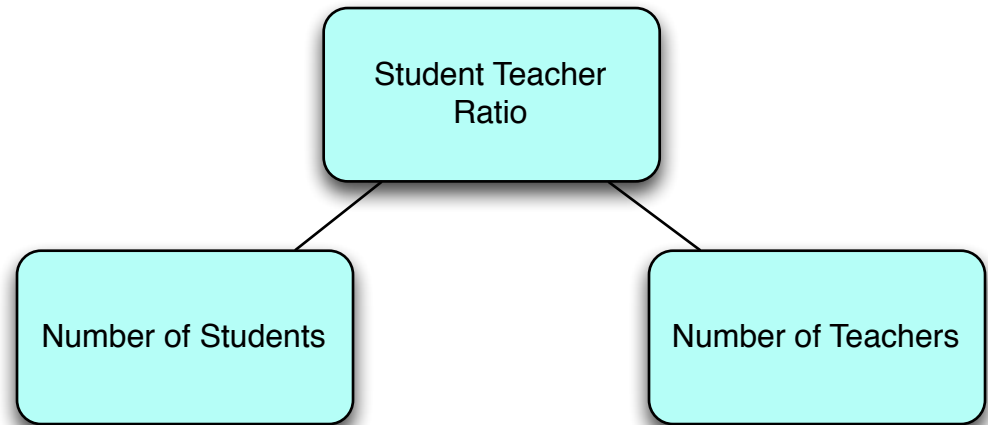 Student Teacher
Ratio
Number of Students
Number of Teachers